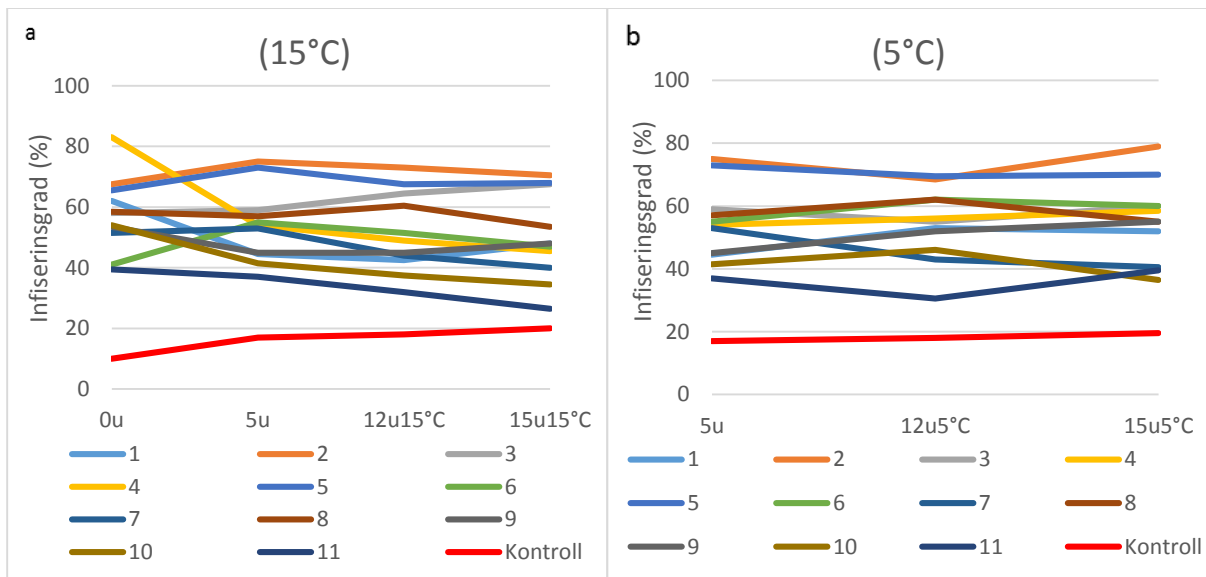 a
(15°C)
Infiserinsgrad (%)
100
80
60
40
20
0
0u 5u 12u15°C 15u15°C
1 2 3
4 5 6
7 8 9
10 11 Kontroll
b
(5°C)
Infiseringsgrad (%)
100
80
60
40
20
0
5u 12u5°C 15u5°C
1 2 3 4
5 6 7 8
9 10 11 Kontroll